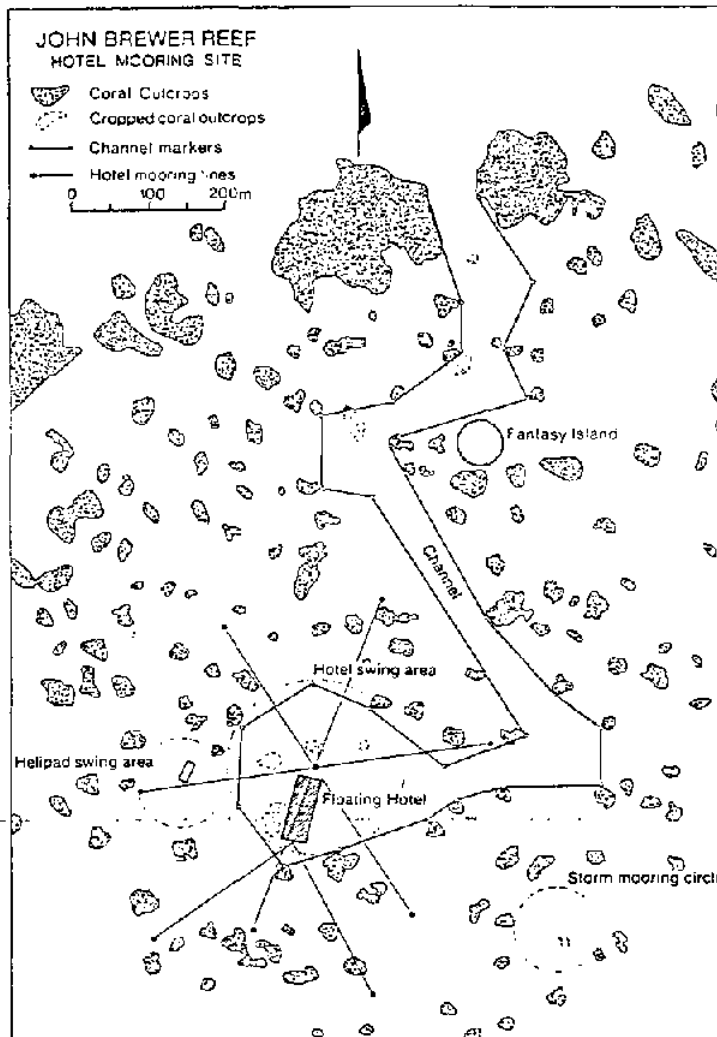 JOHN BREWER REEF
HOTEL MOORING SITE
Coral Outcrops
Cropped coral outcrops
Channel markers
Hotel mooring lines
0 100 200m
Fantasy Island
Channel
Hotel swing area
Helipad swing area
Floating Hotel
Storm mooring circl